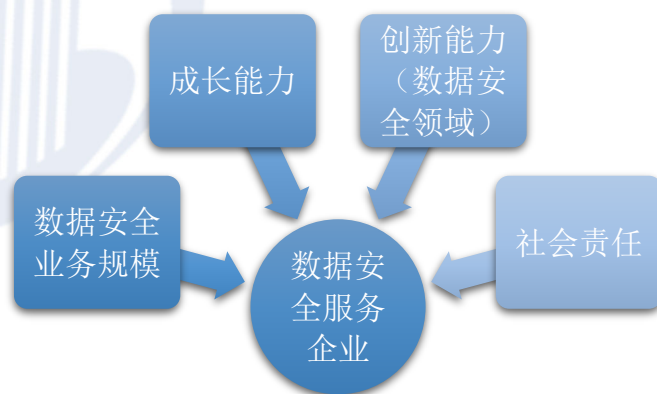 成长能力
创新能力
（数据安
全领域）
数据安全
业务规模
数据安
全服务
企业
社会责任